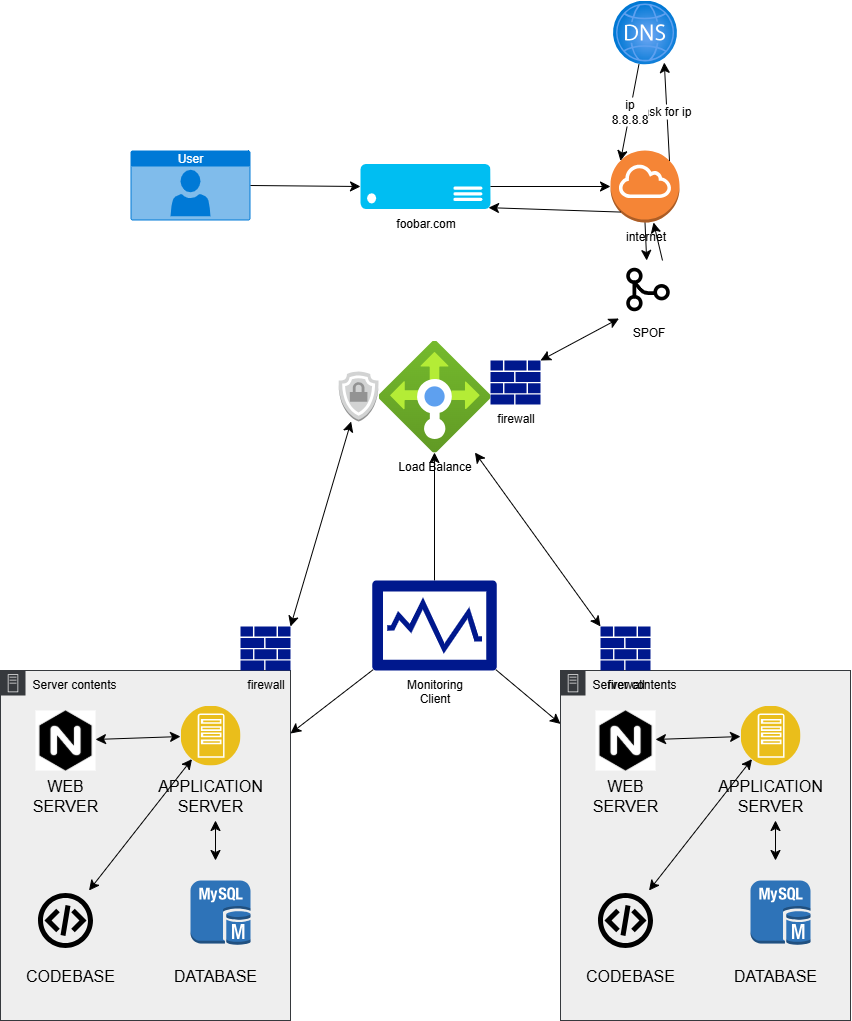 DNS
ip
8.8.8.8
sk for ip
User
foobar.com
internet
SPOF
firewall
Load Balance
firewall
Monitoring
Client
Server contents
WEB
SERVER
APPLICATION
SERVER
MySQL
M
CODEBASE
DATABASE
firewall
Server contents
WEB
SERVER
APPLICATION
SERVER
MySQL
M
CODEBASE
DATABASE